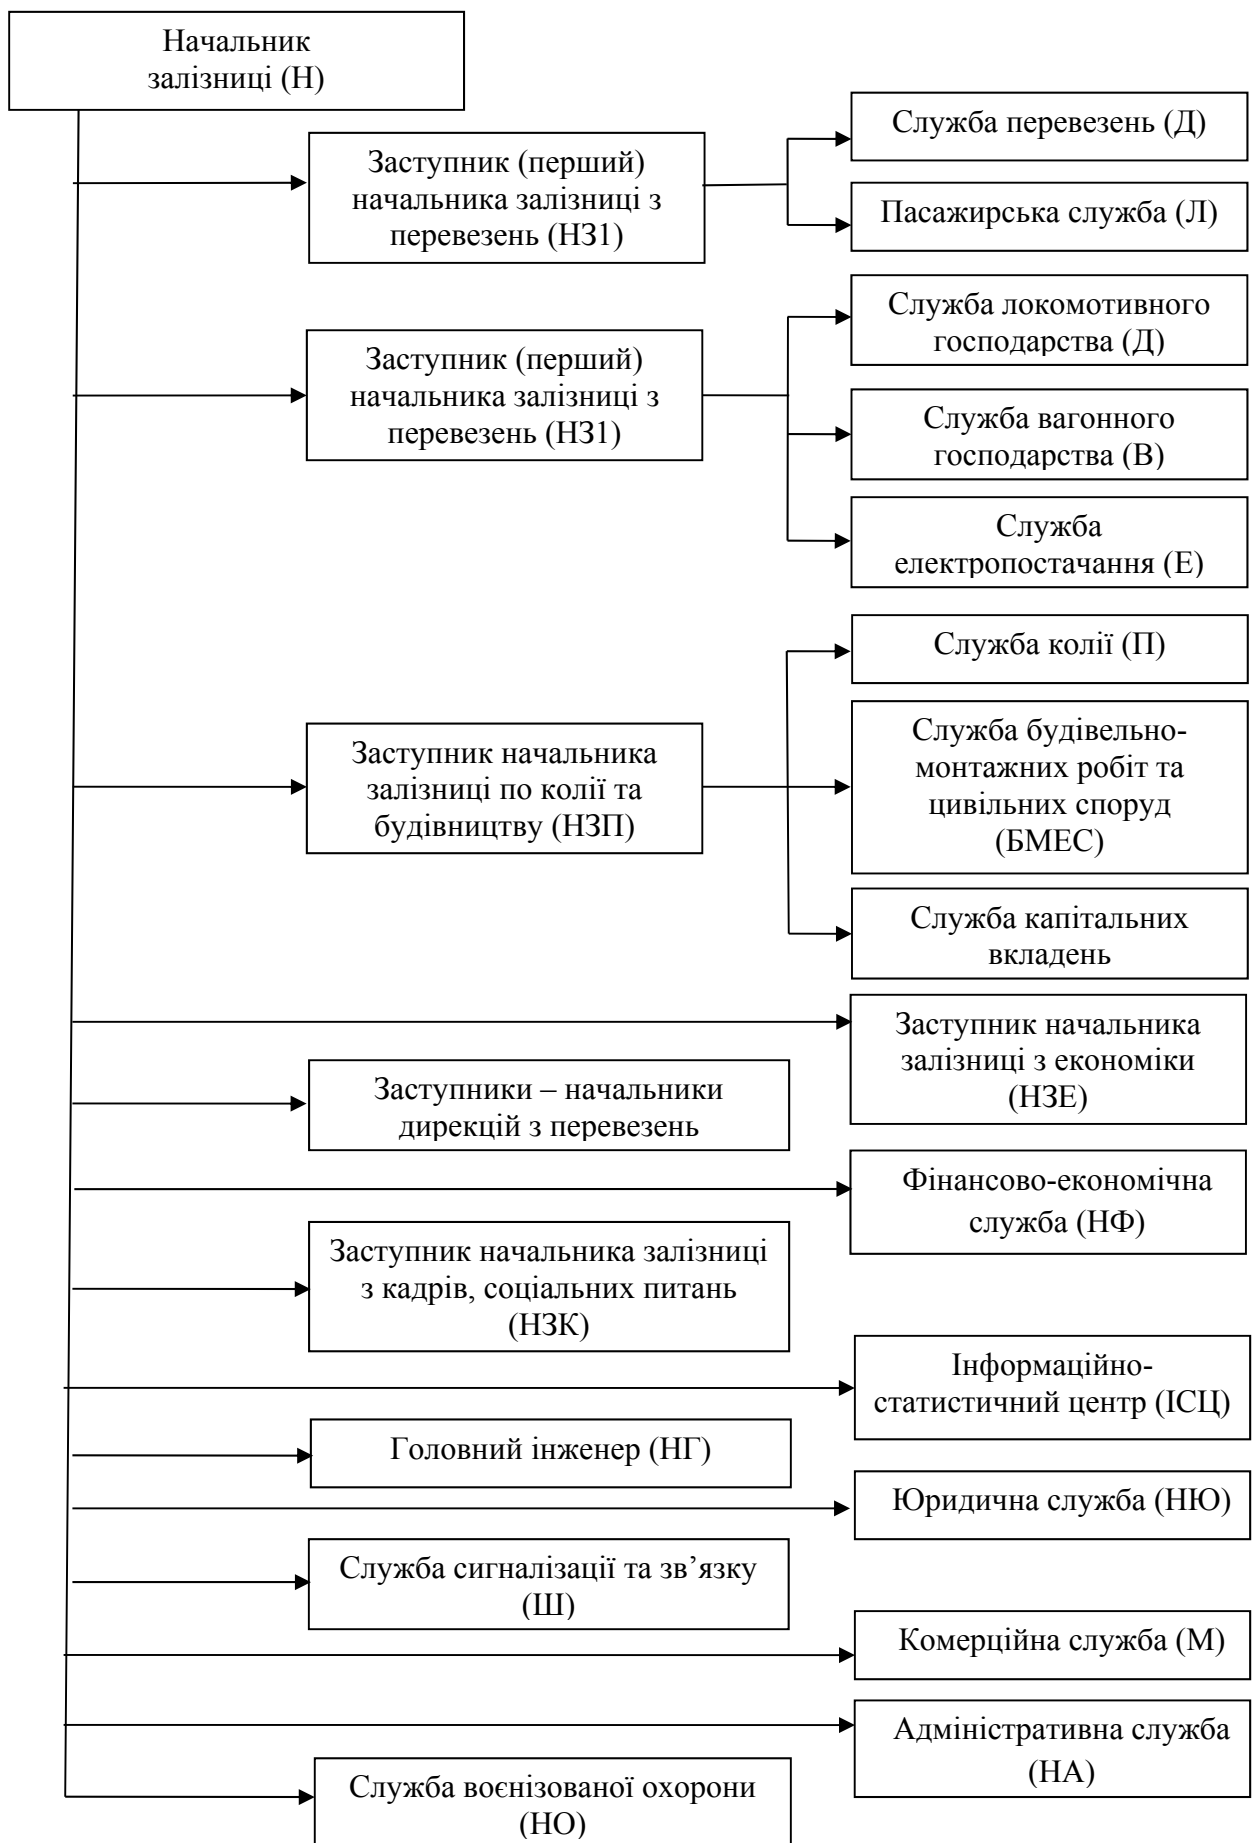 Начальник
залізниці (Н)
Заступник (перший)
начальника залізниці з
перевезень (НЗ1)
Служба перевезень (Д)
Пасажирська служба (Л)
Заступник (перший)
начальника залізниці з
перевезень (НЗ1)
Служба локомотивного
господарства (Д)
Служба вагонного
господарства (В)
Служба
електропостачання (Е)
Заступник начальника
залізниці по колії та
будівництву (НЗП)
Служба колії (П)
Служба будівельно-
монтажних робіт та
цивільних споруд
(БМЕС)
Служба капітальних
вкладень
Заступник начальника
залізниці з економіки
(НЗЕ)
Заступники – начальники
дирекцій з перевезень
Фінансово-економічна
служба (НФ)
Заступник начальника залізниці
з кадрів, соціальних питань
(НЗК)
Інформаційно-
статистичний центр (ІСЦ)
Головний інженер (НГ)
Юридична служба (НЮ)
Служба сигналізації та зв’язку
(Ш)
Комерційна служба (М)
Адміністративна служба
(НА)
Служба воєнізованої охорони
(НО)